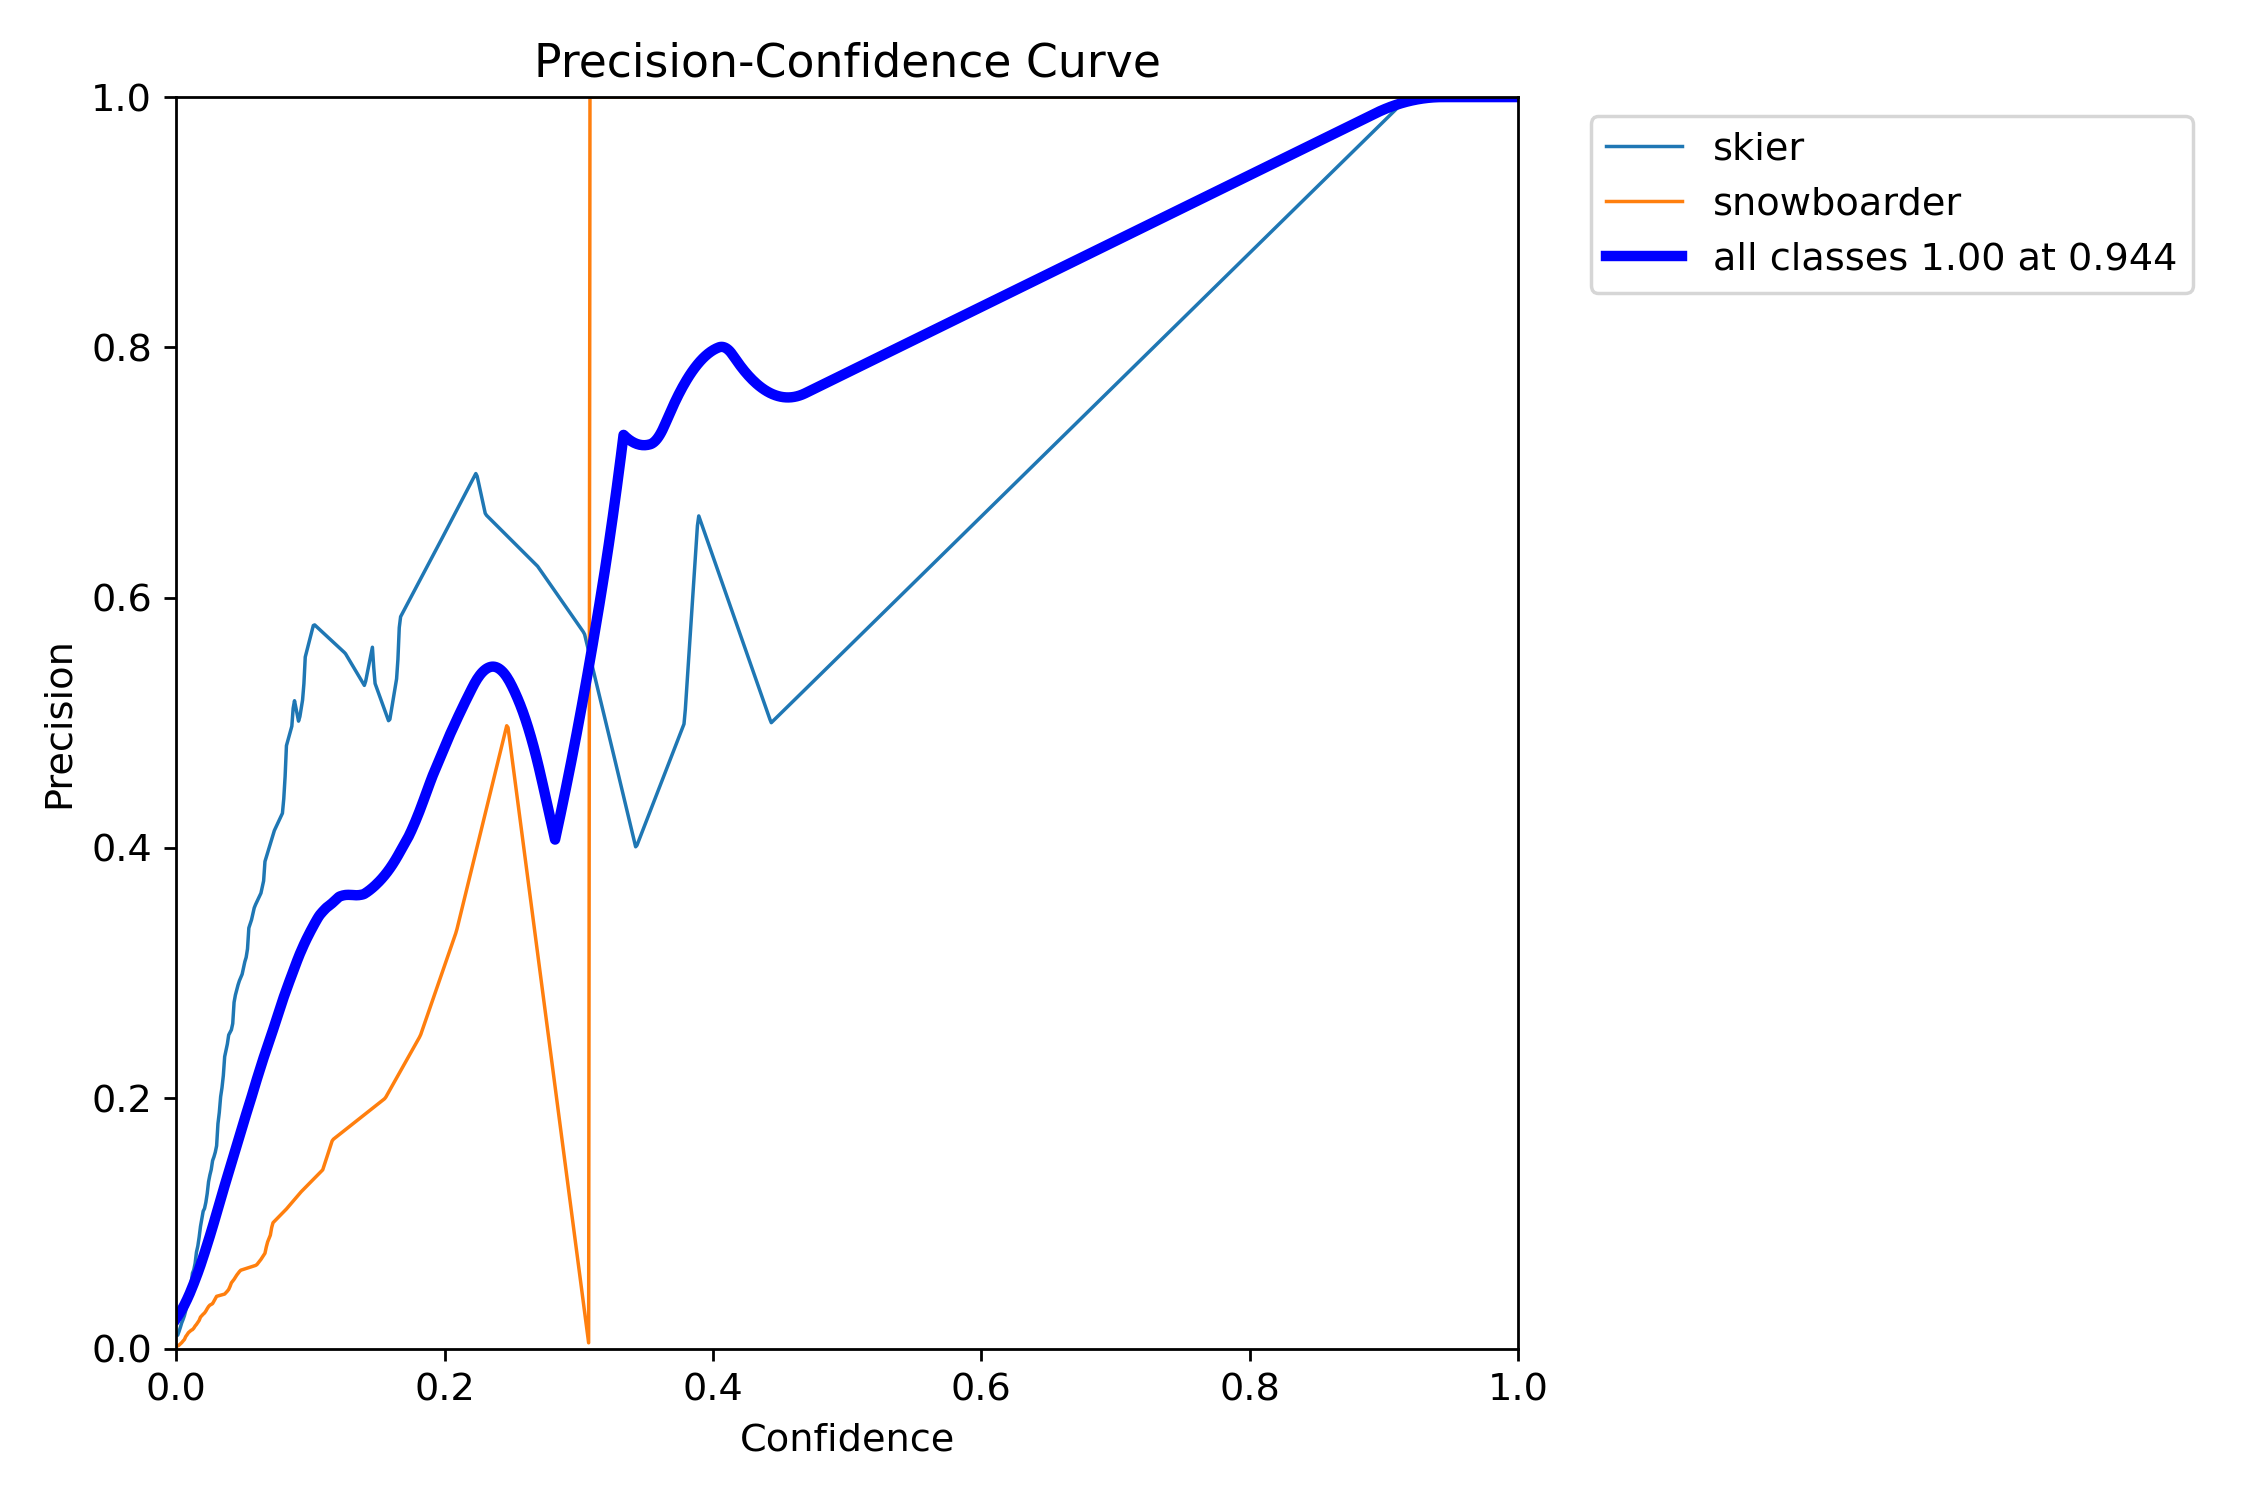 Precision-Confidence Curve
1.0
0.8
0.6
0.4
0.2
0.0
Precision
0.0 0.2 0.4 0.6 0.8 1.0
Confidence
skier
snowboarder
all classes 1.00 at 0.944